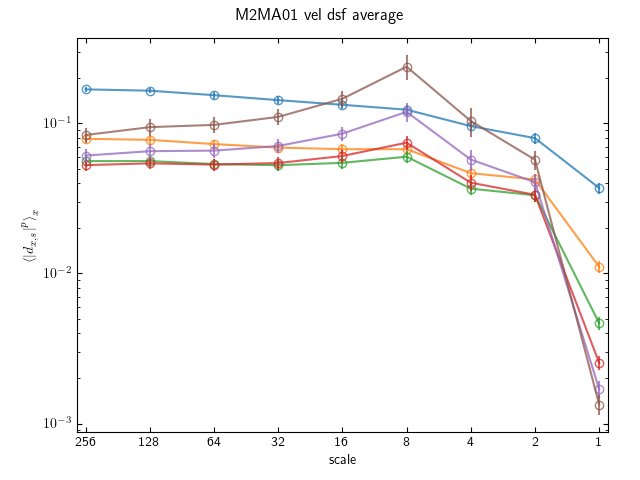 M2MA01 vel dsf average
⟨|d_{x,s}|^p⟩_x
10^{-1}
10^{-2}
10^{-3}
256 128 64 32 16 8 4 2 1
scale